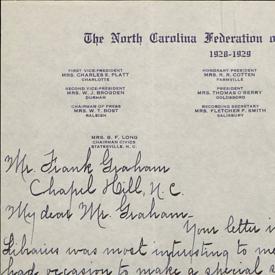 The North Carolina Federation o
1928-1929
FIRST VICE-PRESIDENT
MRS. CHARLES E. PLATT
CHARLOTTE
SECOND VICE-PRESIDENT
MRS. W. J. BROGDEN
DURHAM
CHAIRMAN OF PRESS
MRS. W. T. BOST
RALEIGH
HONORARY PRESIDENT
MRS. R. R. COTTEN
FARMVILLE
PRESIDENT
MRS. THOMAS O'BERRY
GOLDSBORO
RECORDING SECRETARY
MRS. FLETCHER F. SMITH
SALISBURY
MRS. B. F. LONG
CHAIRMAN CIVICS
STATESVILLE, N. C.
Mr. Frank Graham
Chapel Hill, N. C.
My dear Mr. Graham-
Your letter i
Libraries was most interesting to me
had occasion to make a special